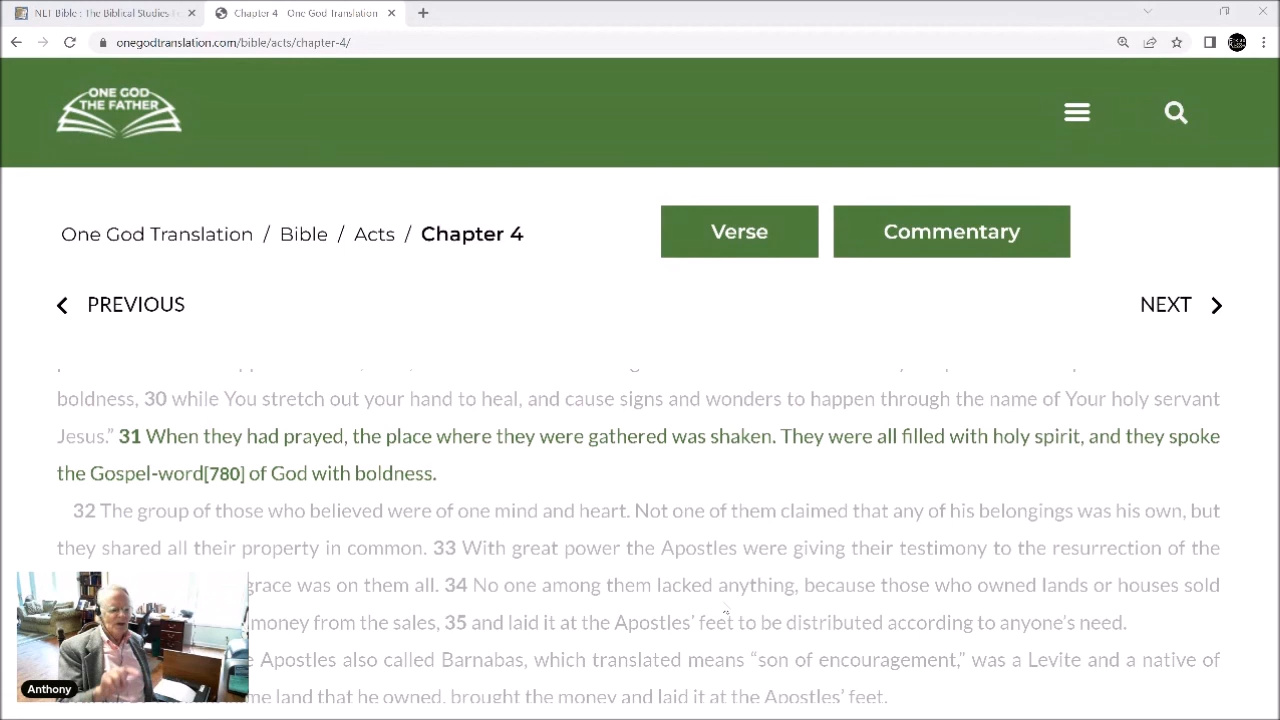 NLT Bible : The Biblical Studies
Chapter 4 - One God Translation
onegodtranslation.com/bible/acts/chapter-4/
ONE GOD
THE FATHER
One God Translation / Bible / Acts / Chapter 4
Verse
Commentary
PREVIOUS
NEXT
boldness, 30 while You stretch out your hand to heal, and cause signs and wonders to happen through the name of Your holy servant
Jesus.” 31 When they had prayed, the place where they were gathered was shaken. They were all filled with holy spirit, and they spoke
the Gospel-word[780] of God with boldness.
32 The group of those who believed were of one mind and heart. Not one of them claimed that any of his belongings was his own, but
they shared all their property in common. 33 With great power the Apostles were giving their testimony to the resurrection of the
grace was on them all. 34 No one among them lacked anything, because those who owned lands or houses sold
money from the sales, 35 and laid it at the Apostles’ feet to be distributed according to anyone’s need.
Apostles also called Barnabas, which translated means “son of encouragement,” was a Levite and a native of
land that he owned, brought the money and laid it at the Apostles’ feet.
Anthony